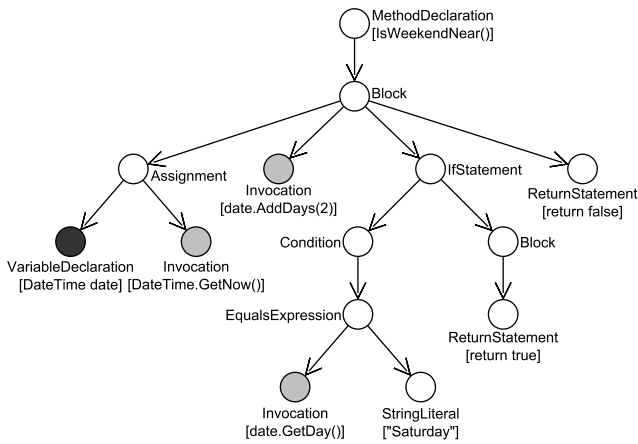 MethodDeclaration
[IsWeekendNear()]
Block
Assignment
Invocation
[date.AddDays(2)]
IfStatement
ReturnStatement
[return false]
VariableDeclaration
[DateTime date]
Invocation
[DateTime.GetNow()]
Condition
Block
EqualsExpression
ReturnStatement
[return true]
Invocation
[date.GetDay()]
StringLiteral
["Saturday"]